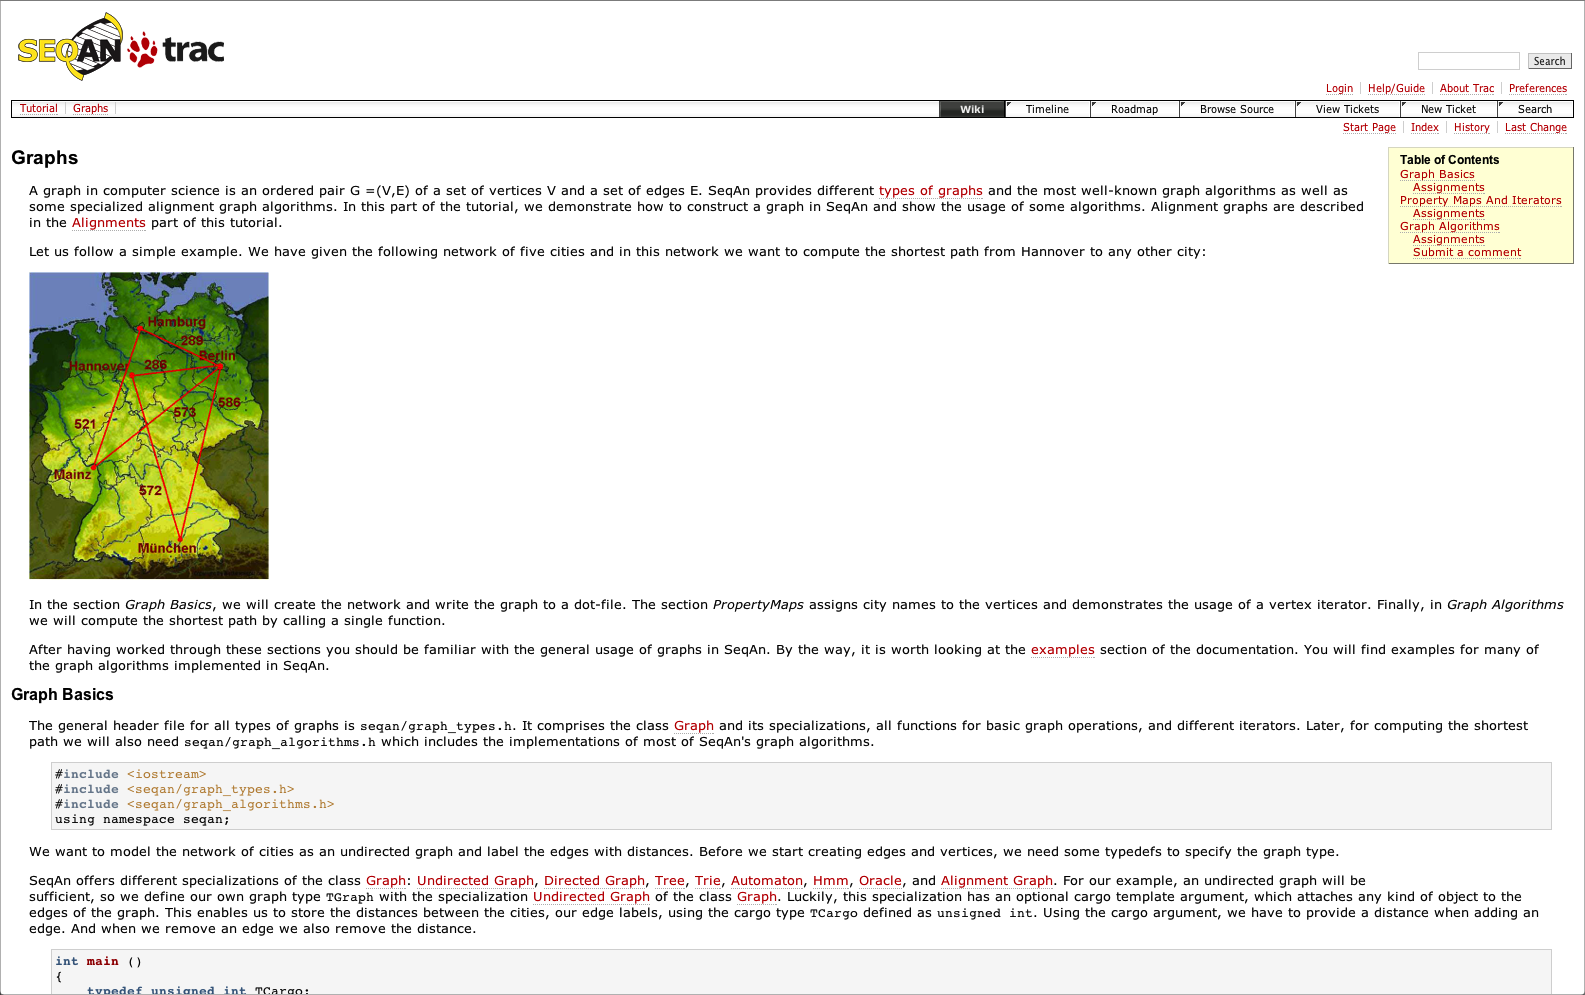 SEQAN trac
Search
Login Help/Guide About Trac Preferences
Tutorial Graphs Wiki Timeline Roadmap Browse Source View Tickets New Ticket Search
Start Page Index History Last Change
Graphs
Table of Contents
Graph Basics
Assignments
Property Maps And Iterators
Assignments
Graph Algorithms
Assignments
Submit a comment
A graph in computer science is an ordered pair G =(V,E) of a set of vertices V and a set of edges E. SeqAn provides different types of graphs and the most well-known graph algorithms as well as
some specialized alignment graph algorithms. In this part of the tutorial, we demonstrate how to construct a graph in SeqAn and show the usage of some algorithms. Alignment graphs are described
in the Alignments part of this tutorial.
Let us follow a simple example. We have given the following network of five cities and in this network we want to compute the shortest path from Hannover to any other city:
Hamburg
289
Berlin
Hannover 286
586
573
521
Mainz
572
München
In the section Graph Basics, we will create the network and write the graph to a dot-file. The section PropertyMaps assigns city names to the vertices and demonstrates the usage of a vertex iterator. Finally, in Graph Algorithms
we will compute the shortest path by calling a single function.
After having worked through these sections you should be familiar with the general usage of graphs in SeqAn. By the way, it is worth looking at the examples section of the documentation. You will find examples for many of
the graph algorithms implemented in SeqAn.
Graph Basics
The general header file for all types of graphs is seqan/graph_types.h. It comprises the class Graph and its specializations, all functions for basic graph operations, and different iterators. Later, for computing the shortest
path we will also need seqan/graph_algorithms.h which includes the implementations of most of SeqAn's graph algorithms.
#include <iostream>
#include <seqan/graph_types.h>
#include <seqan/graph_algorithms.h>
using namespace seqan;
We want to model the network of cities as an undirected graph and label the edges with distances. Before we start creating edges and vertices, we need some typedefs to specify the graph type.
SeqAn offers different specializations of the class Graph: Undirected Graph, Directed Graph, Tree, Trie, Automaton, Hmm, Oracle, and Alignment Graph. For our example, an undirected graph will be
sufficient, so we define our own graph type TGraph with the specialization Undirected Graph of the class Graph. Luckily, this specialization has an optional cargo template argument, which attaches any kind of object to the
edges of the graph. This enables us to store the distances between the cities, our edge labels, using the cargo type TCargo defined as unsigned int. Using the cargo argument, we have to provide a distance when adding an
edge. And when we remove an edge we also remove the distance.
int main ()
{
typedef unsigned int TCargo;